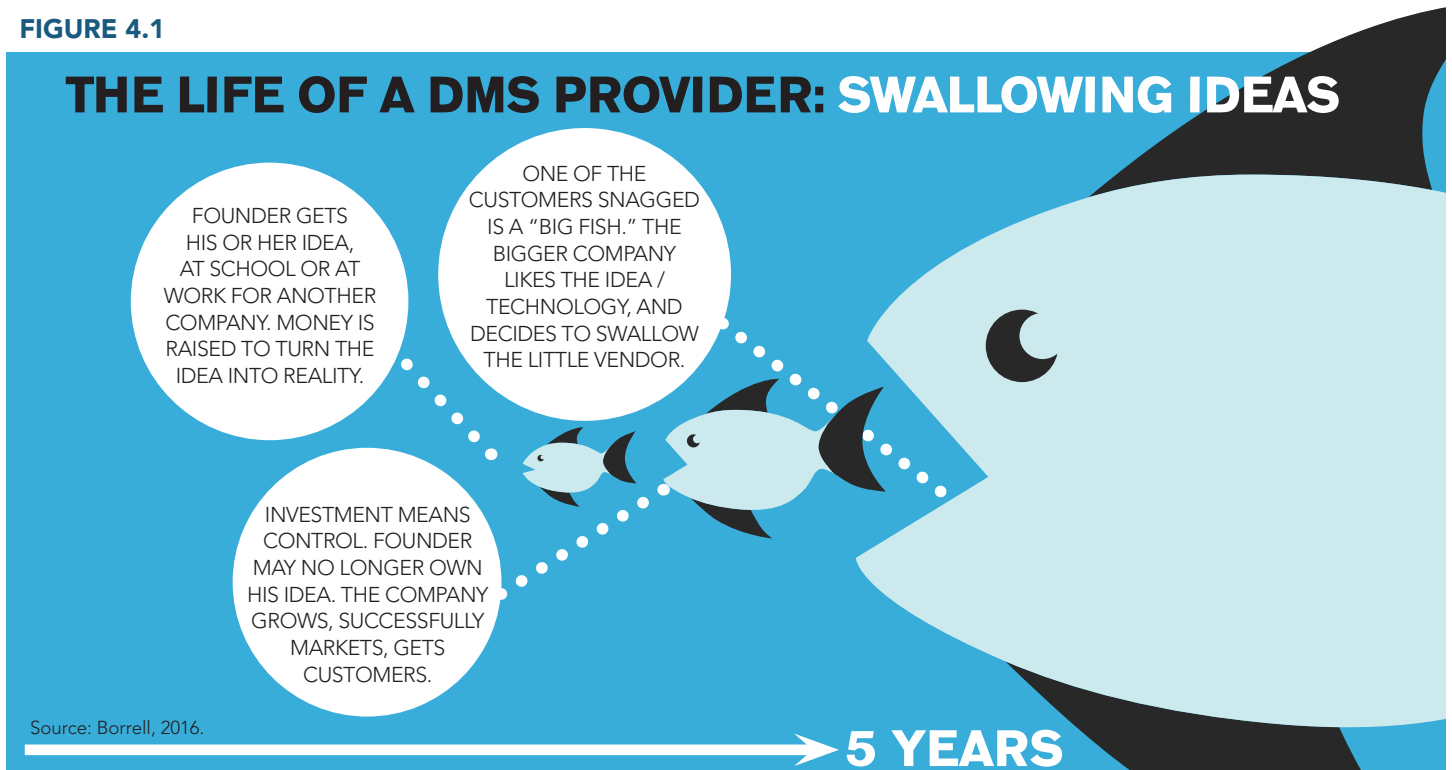 FIGURE 4.1
THE LIFE OF A DMS PROVIDER: SWALLOWING IDEAS
FOUNDER GETS
HIS OR HER IDEA,
AT SCHOOL OR AT
WORK FOR ANOTHER
COMPANY. MONEY IS
RAISED TO TURN THE
IDEA INTO REALITY.
ONE OF THE
CUSTOMERS SNAGGED
IS A “BIG FISH.” THE
BIGGER COMPANY
LIKES THE IDEA /
TECHNOLOGY, AND
DECIDES TO SWALLOW
THE LITTLE VENDOR.
INVESTMENT MEANS
CONTROL. FOUNDER
MAY NO LONGER OWN
HIS IDEA. THE COMPANY
GROWS, SUCCESSFULLY
MARKETS, GETS
CUSTOMERS.
Source: Borrell, 2016.
5 YEARS